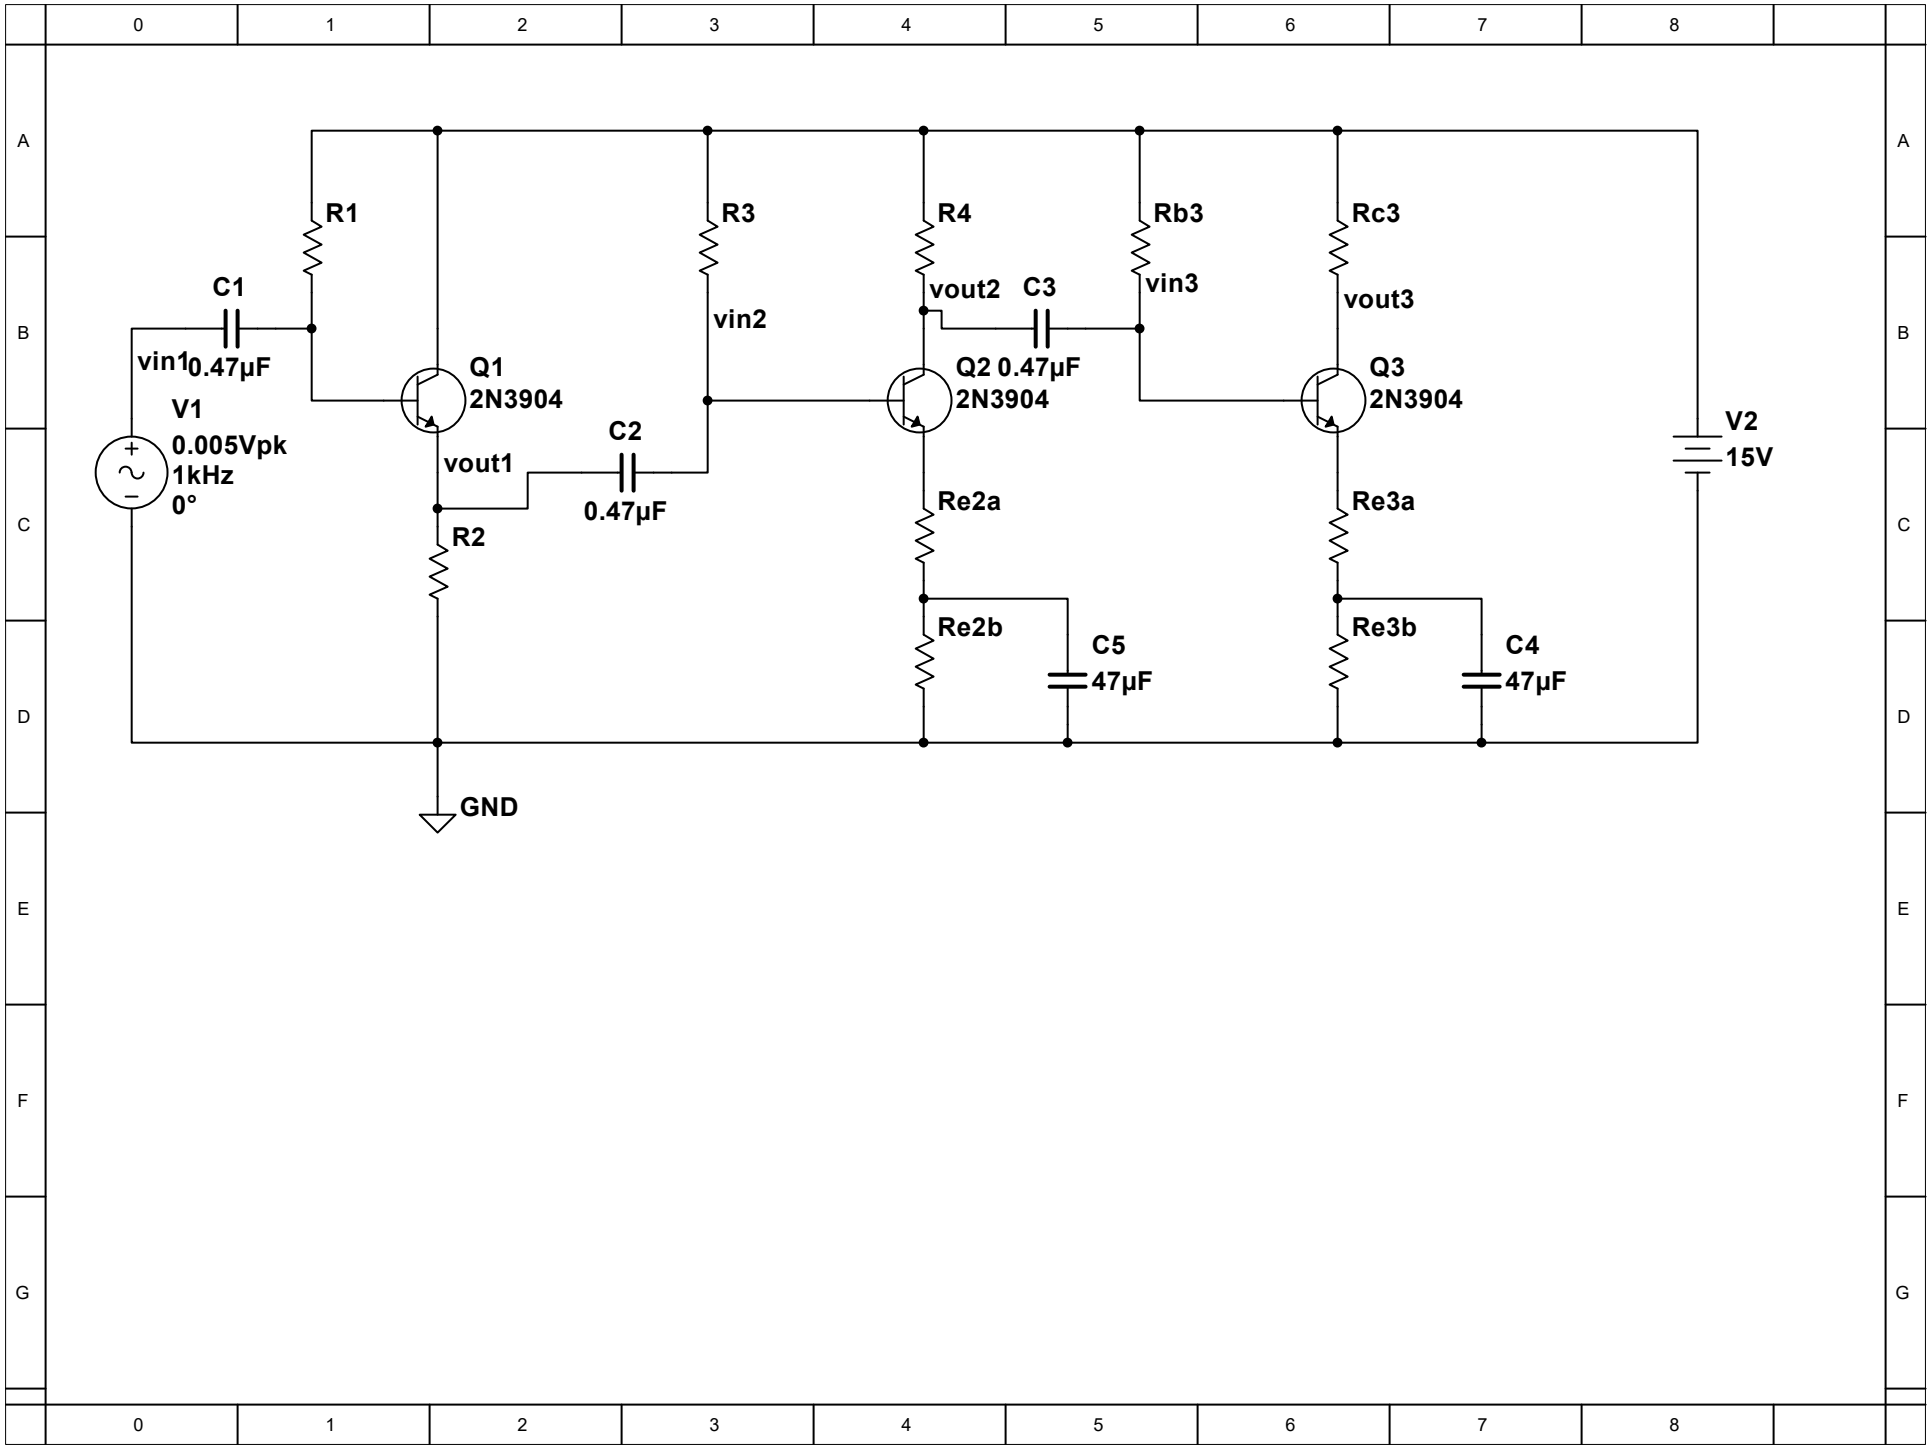 0 1 2 3 4 5 6 7 8
A A
R1 R3 R4 Rb3 Rc3
C1 vout2 C3 vin3 vout3
B vin2 B
vin1 0.47µF Q1 Q2 0.47µF Q3
2N3904 2N3904 2N3904
V1
0.005Vpk
1kHz
0°
C2
vout1
0.47µF
V2
15V
C R2 Re2a Re3a C
Re2b Re3b
C5 C4
47µF 47µF
D D
GND
E E
F F
G G
0 1 2 3 4 5 6 7 8